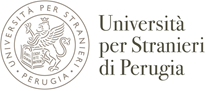 UNIVERSITÀ PER STRANIERI
· PERUGIA ·
Università
per Stranieri
di Perugia